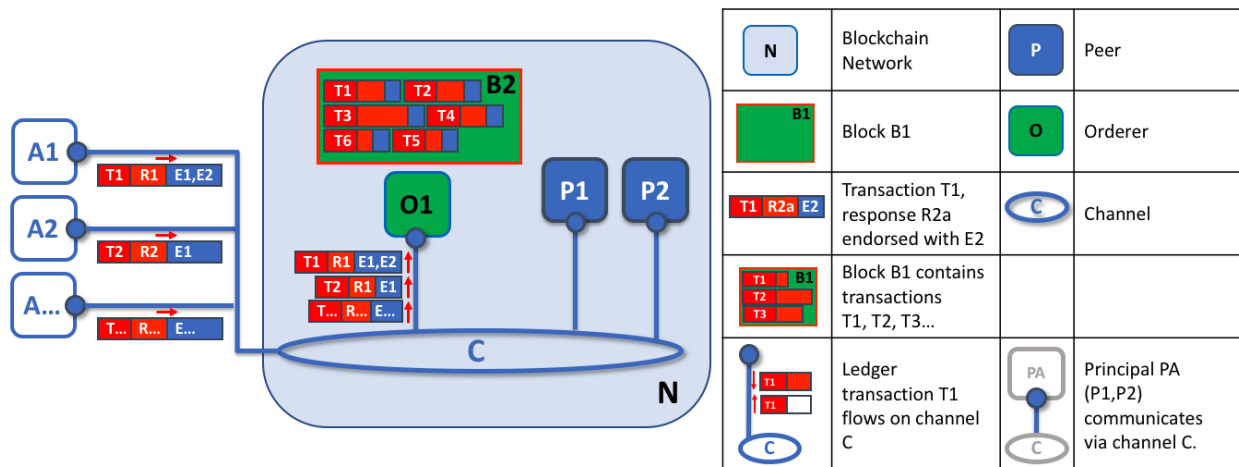 A1
T1 R1 E1,E2
A2
T2 R2 E1
A...
T... R... E...
B2
T1 T2
T3 T4
T6 T5
O1
P1
P2
T1 R1 E1,E2
T2 R1 E1
T... R... E...
C
N
N
Blockchain
Network
P
Peer
B1
Block B1
O
Orderer
T1 R2a E2
Transaction T1,
response R2a
endorsed with E2
C
Channel
B1
T1
T2
T3
Block B1 contains
transactions
T1, T2, T3...
T1
T1
C
Ledger
transaction T1
flows on channel
C
PA
C
Principal PA
(P1,P2)
communicates
via channel C.